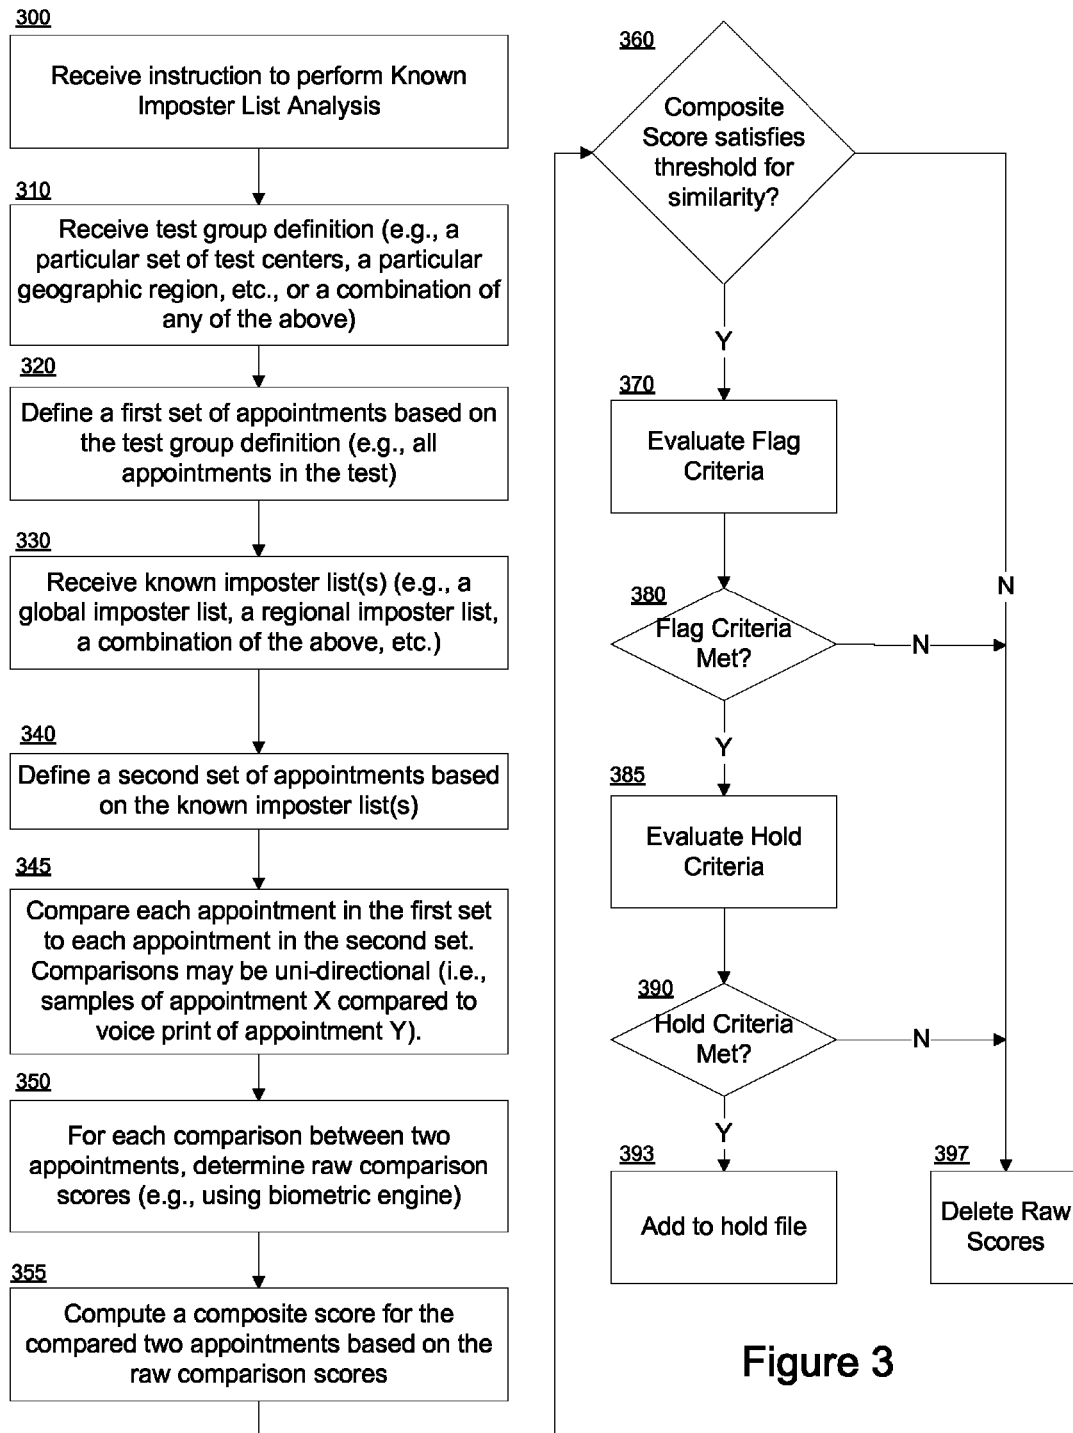 300
Receive instruction to perform Known
Imposter List Analysis
310
Receive test group definition (e.g., a
particular set of test centers, a particular
geographic region, etc., or a combination of
any of the above)
320
Define a first set of appointments based on
the test group definition (e.g., all
appointments in the test)
330
Receive known imposter list(s) (e.g., a
global imposter list, a regional imposter list,
a combination of the above, etc.)
340
Define a second set of appointments based
on the known imposter list(s)
345
Compare each appointment in the first set
to each appointment in the second set.
Comparisons may be uni-directional (i.e.,
samples of appointment X compared to
voice print of appointment Y).
350
For each comparison between two
appointments, determine raw comparison
scores (e.g., using biometric engine)
355
Compute a composite score for the
compared two appointments based on the
raw comparison scores
360
Composite
Score satisfies
threshold for
similarity?
Y
N
370
Evaluate Flag
Criteria
380
Flag Criteria
Met?
N
Y
385
Evaluate Hold
Criteria
390
Hold Criteria
Met?
N
Y
393
Add to hold file
397
Delete Raw
Scores
Figure 3